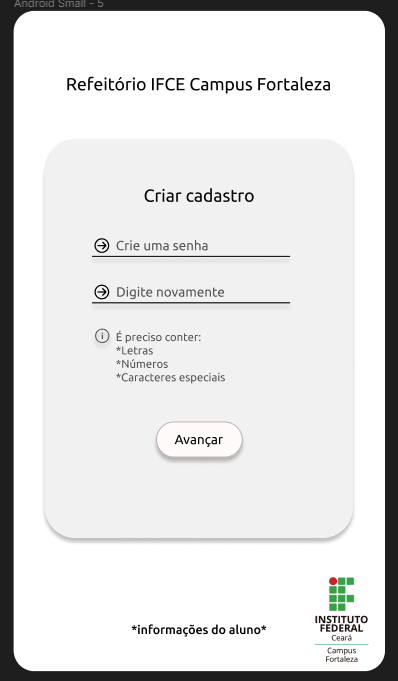 Android Small - 5
Refeitório IFCE Campus Fortaleza
Criar cadastro
Crie uma senha
Digite novamente
i É preciso conter:
*Letras
*Números
*Caracteres especiais
Avançar
*informações do aluno*
INSTITUTO
FEDERAL
Ceará
Campus
Fortaleza